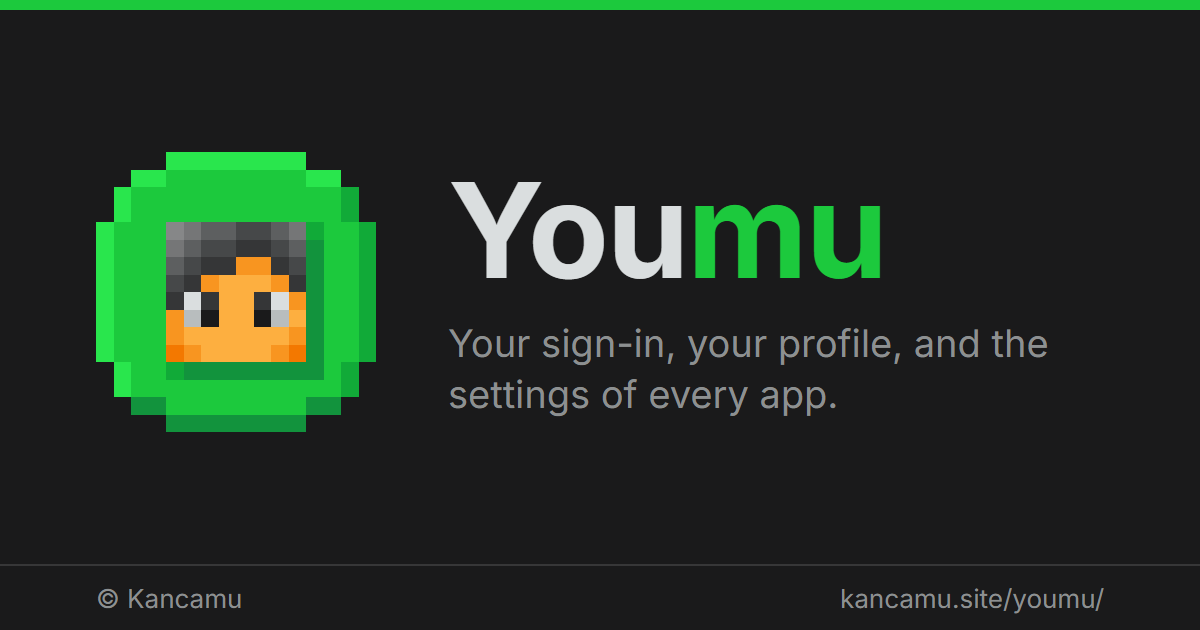 Youmu
Your sign-in, your profile, and the
settings of every app.
© Kancamu
kancamu.site/youmu/